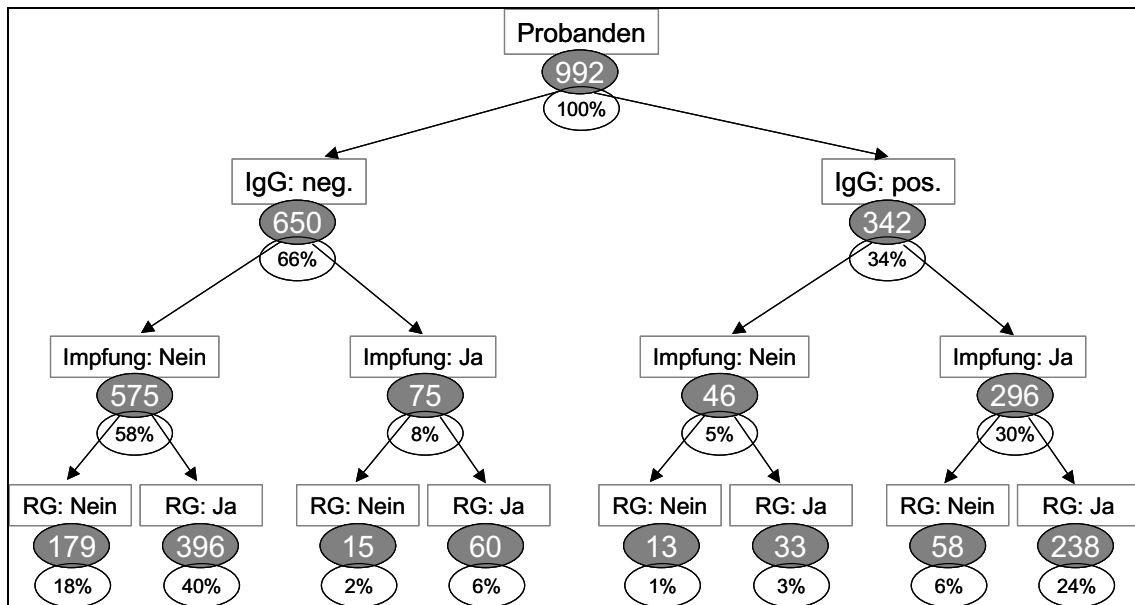 Probanden
992
100%
IgG: neg.
IgG: pos.
650
342
66%
34%
Impfung: Nein
Impfung: Ja
Impfung: Nein
Impfung: Ja
575
75
46
296
58%
8%
5%
30%
RG: Nein
RG: Ja
RG: Nein
RG: Ja
RG: Nein
RG: Ja
RG: Nein
RG: Ja
179
396
15
60
13
33
58
238
18%
40%
2%
6%
1%
3%
6%
24%